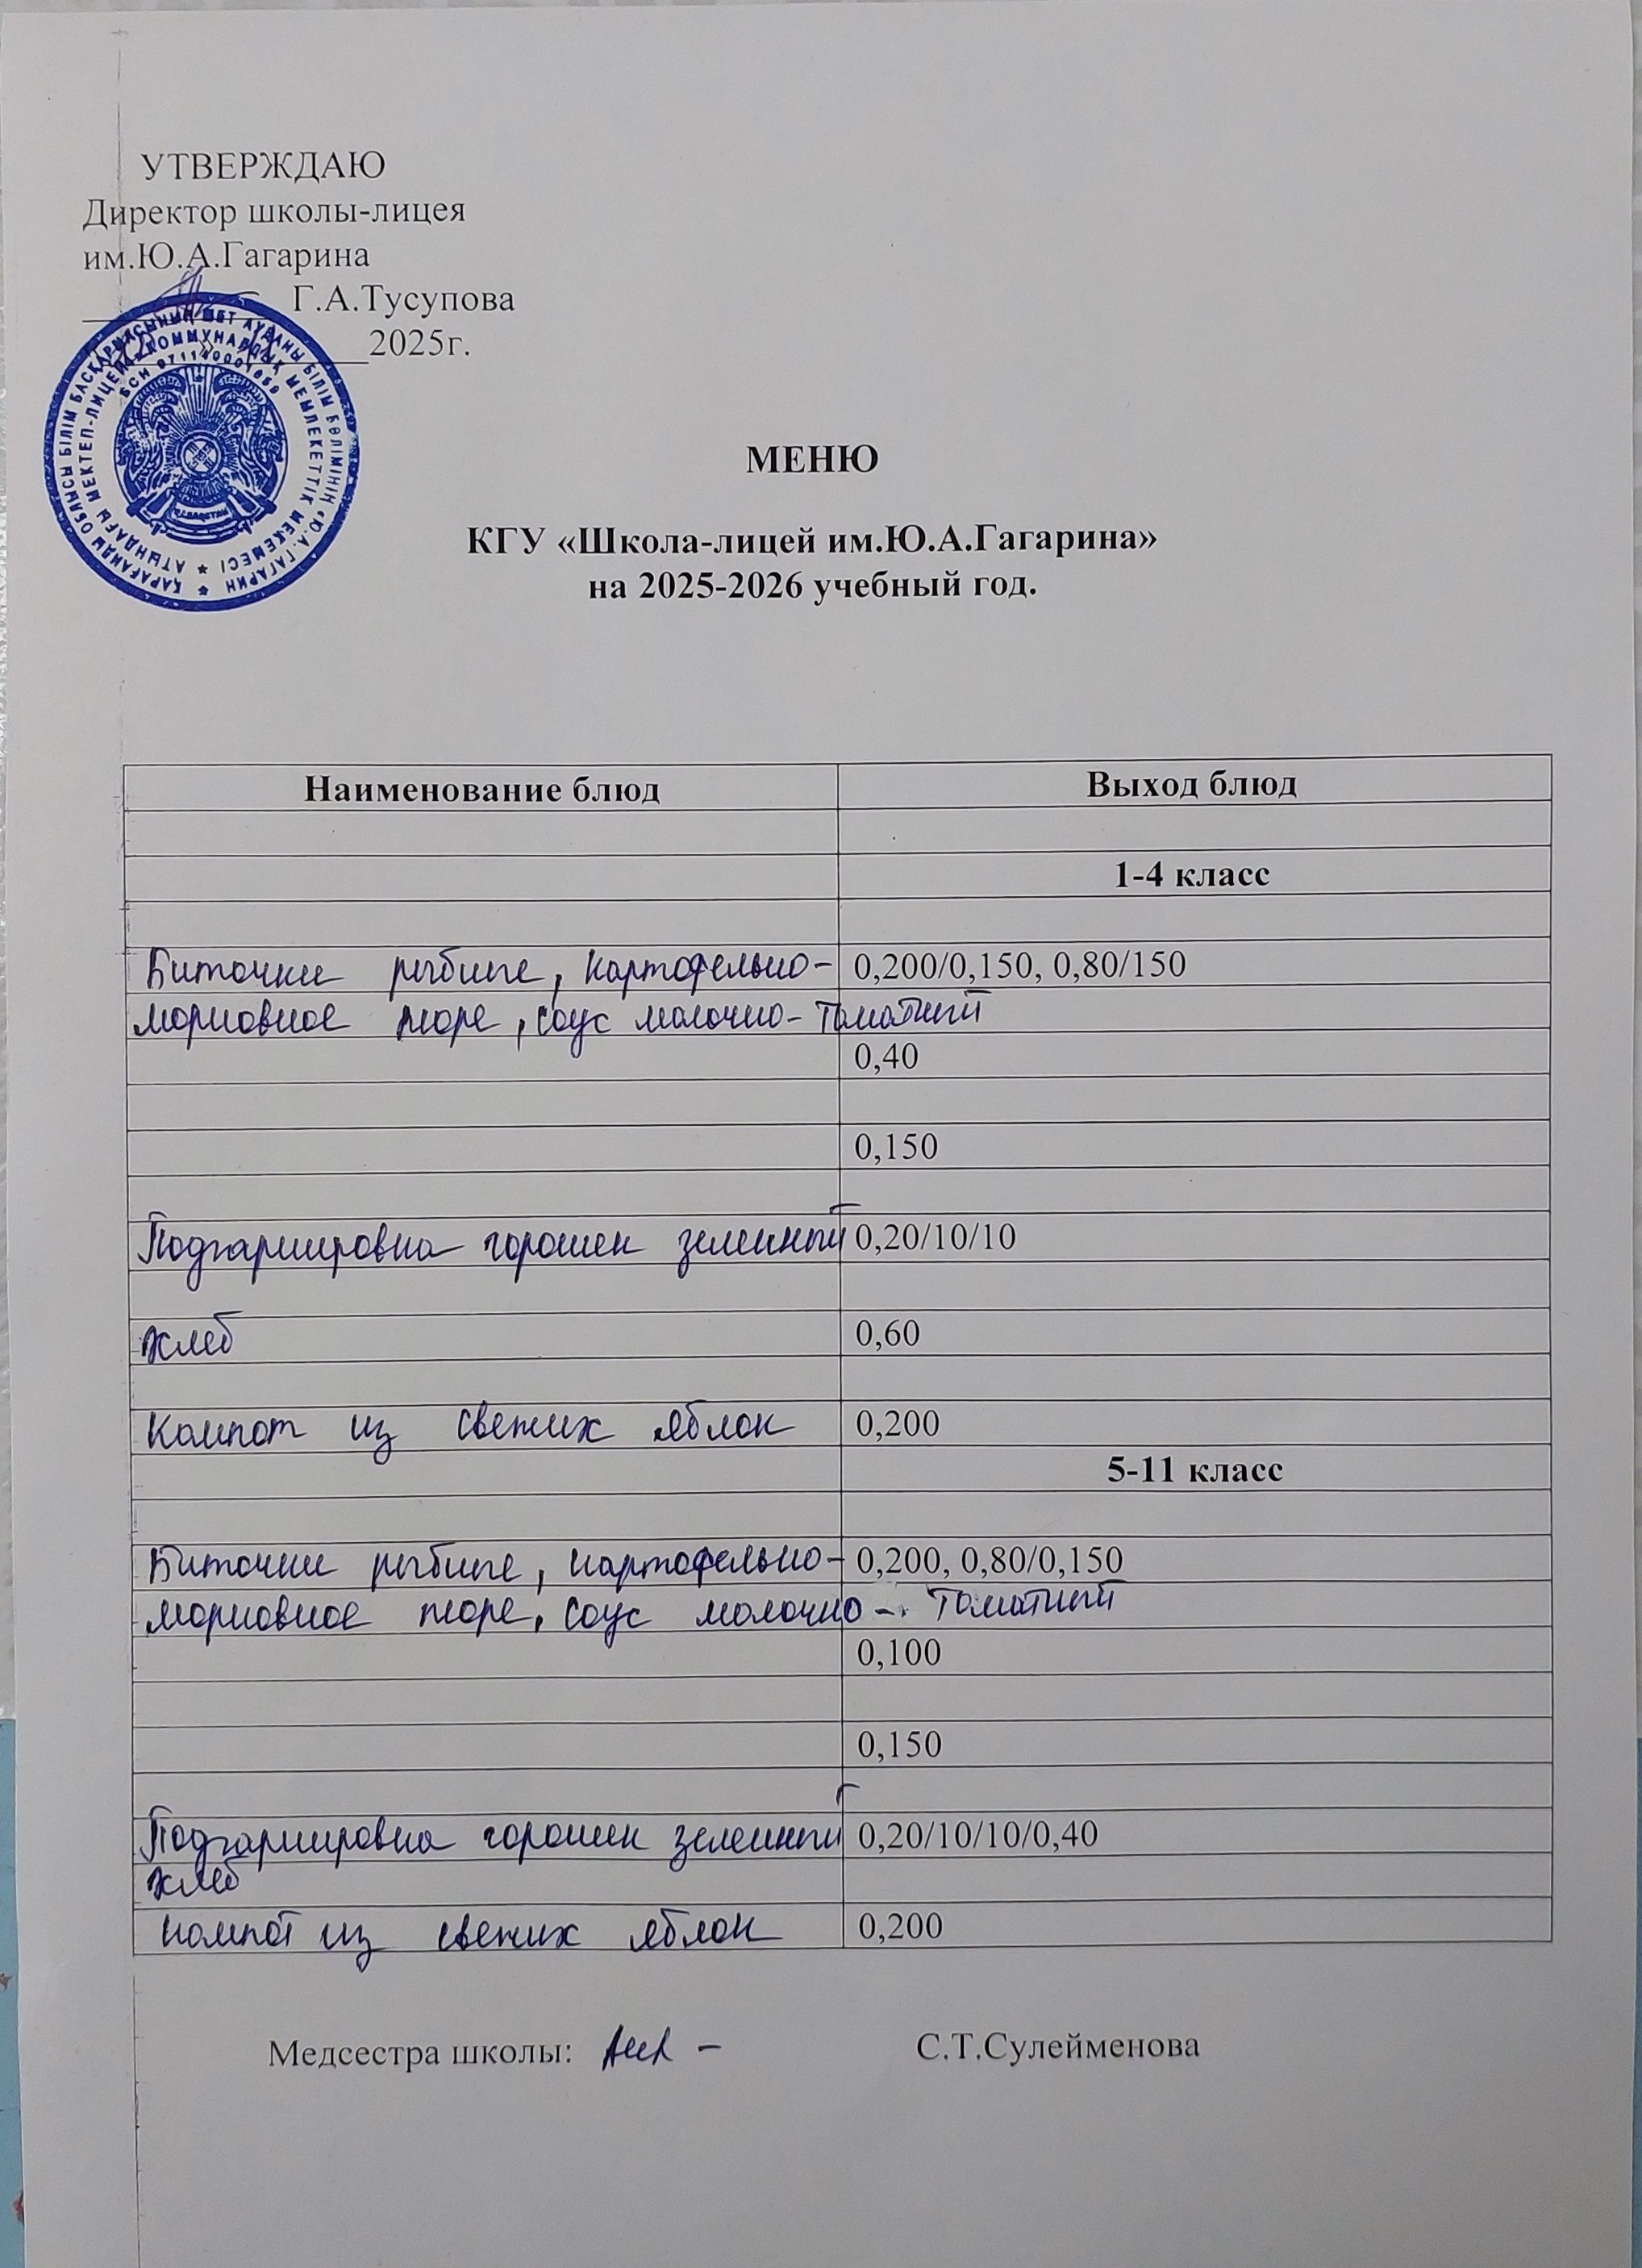 УТВЕРЖДАЮ
Директор школы-лицея
им.Ю.А.Гагарина
Г.А.Тусупова
2025г.
МЕНЮ
КГУ «Школа-лицей им.Ю.А.Гагарина»
на 2025-2026 учебный год.
Наименование блюд Выход блюд
1-4 класс
Биточки рыбные, картофельно- 0,200/0,150, 0,80/150
морковное пюре, соус молочно-томатный
0,40
0,150
Подгарнировка горошек зеленный 0,20/10/10
Хлеб 0,60
Компот из свежих яблок 0,200
5-11 класс
Биточки рыбные, картофельно- 0,200, 0,80/0,150
морковное пюре, соус молочно-томатный
0,100
0,150
Подгарнировка горошек зеленный 0,20/10/10/0,40
Хлеб
компот из свежих яблок 0,200
Медсестра школы: С.Т.Сулейменова